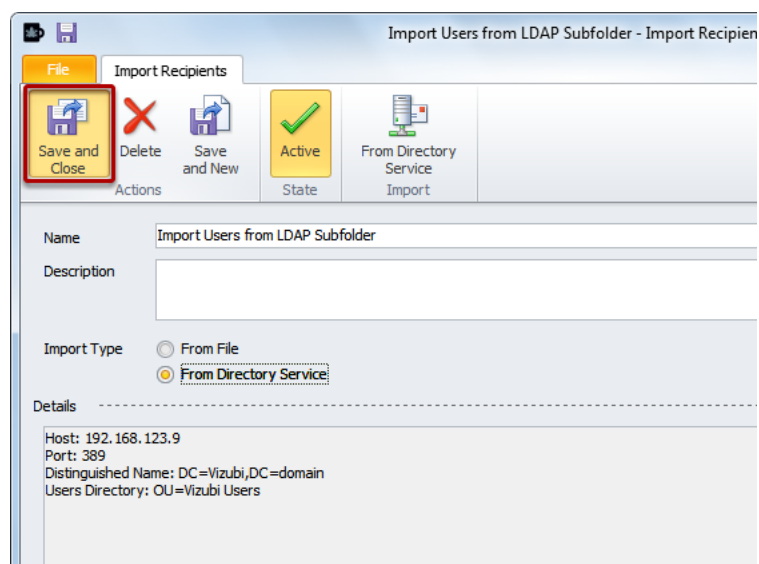 Import Users from LDAP Subfolder - Import Recipien
File
Import Recipients
Save and Close
Delete
Save and New
Active
From Directory Service
Actions
State
Import
Name
Import Users from LDAP Subfolder
Description
Import Type
From File
From Directory Service
Details
Host: 192.168.123.9
Port: 389
Distinguished Name: DC=Vizubi,DC=domain
Users Directory: OU=Vizubi Users